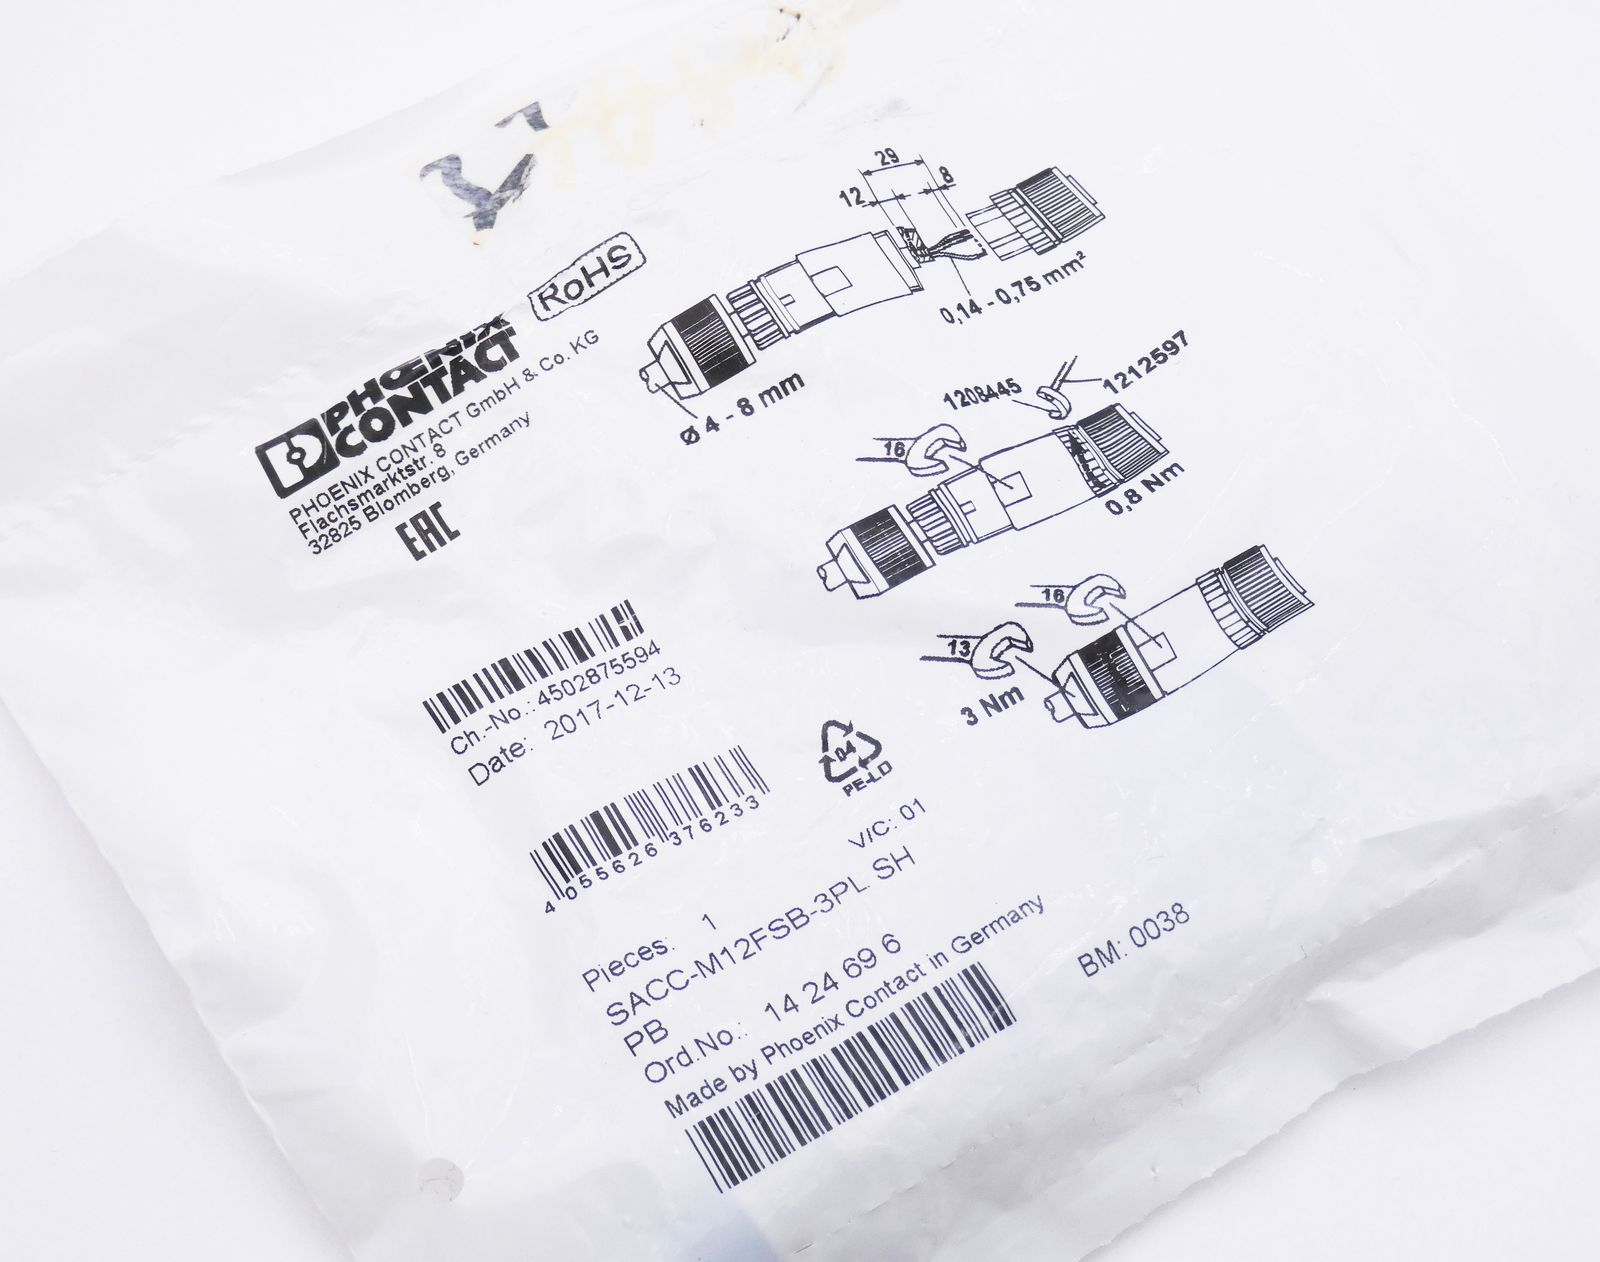 RoHS
PHOENIX
CONTACT
PHOENIX CONTACT GmbH & Co. KG
Flachsmarktstr. 8
32825 Blomberg, Germany
EAC
29
12
8
0,14 - 0,75 mm²
Ø 4 - 8 mm
1208445
1212597
16
0,8 Nm
16
13
3 Nm
Ch.-No.:4502875594
Date: 2017-12-13
4 055626 376233
04
PE-LD
V/C: 01
Pieces: 1
SACC-M12FSB-3PL SH
PB
Ord.No.: 14 24 69 6
Made by Phoenix Contact in Germany
BM: 0038